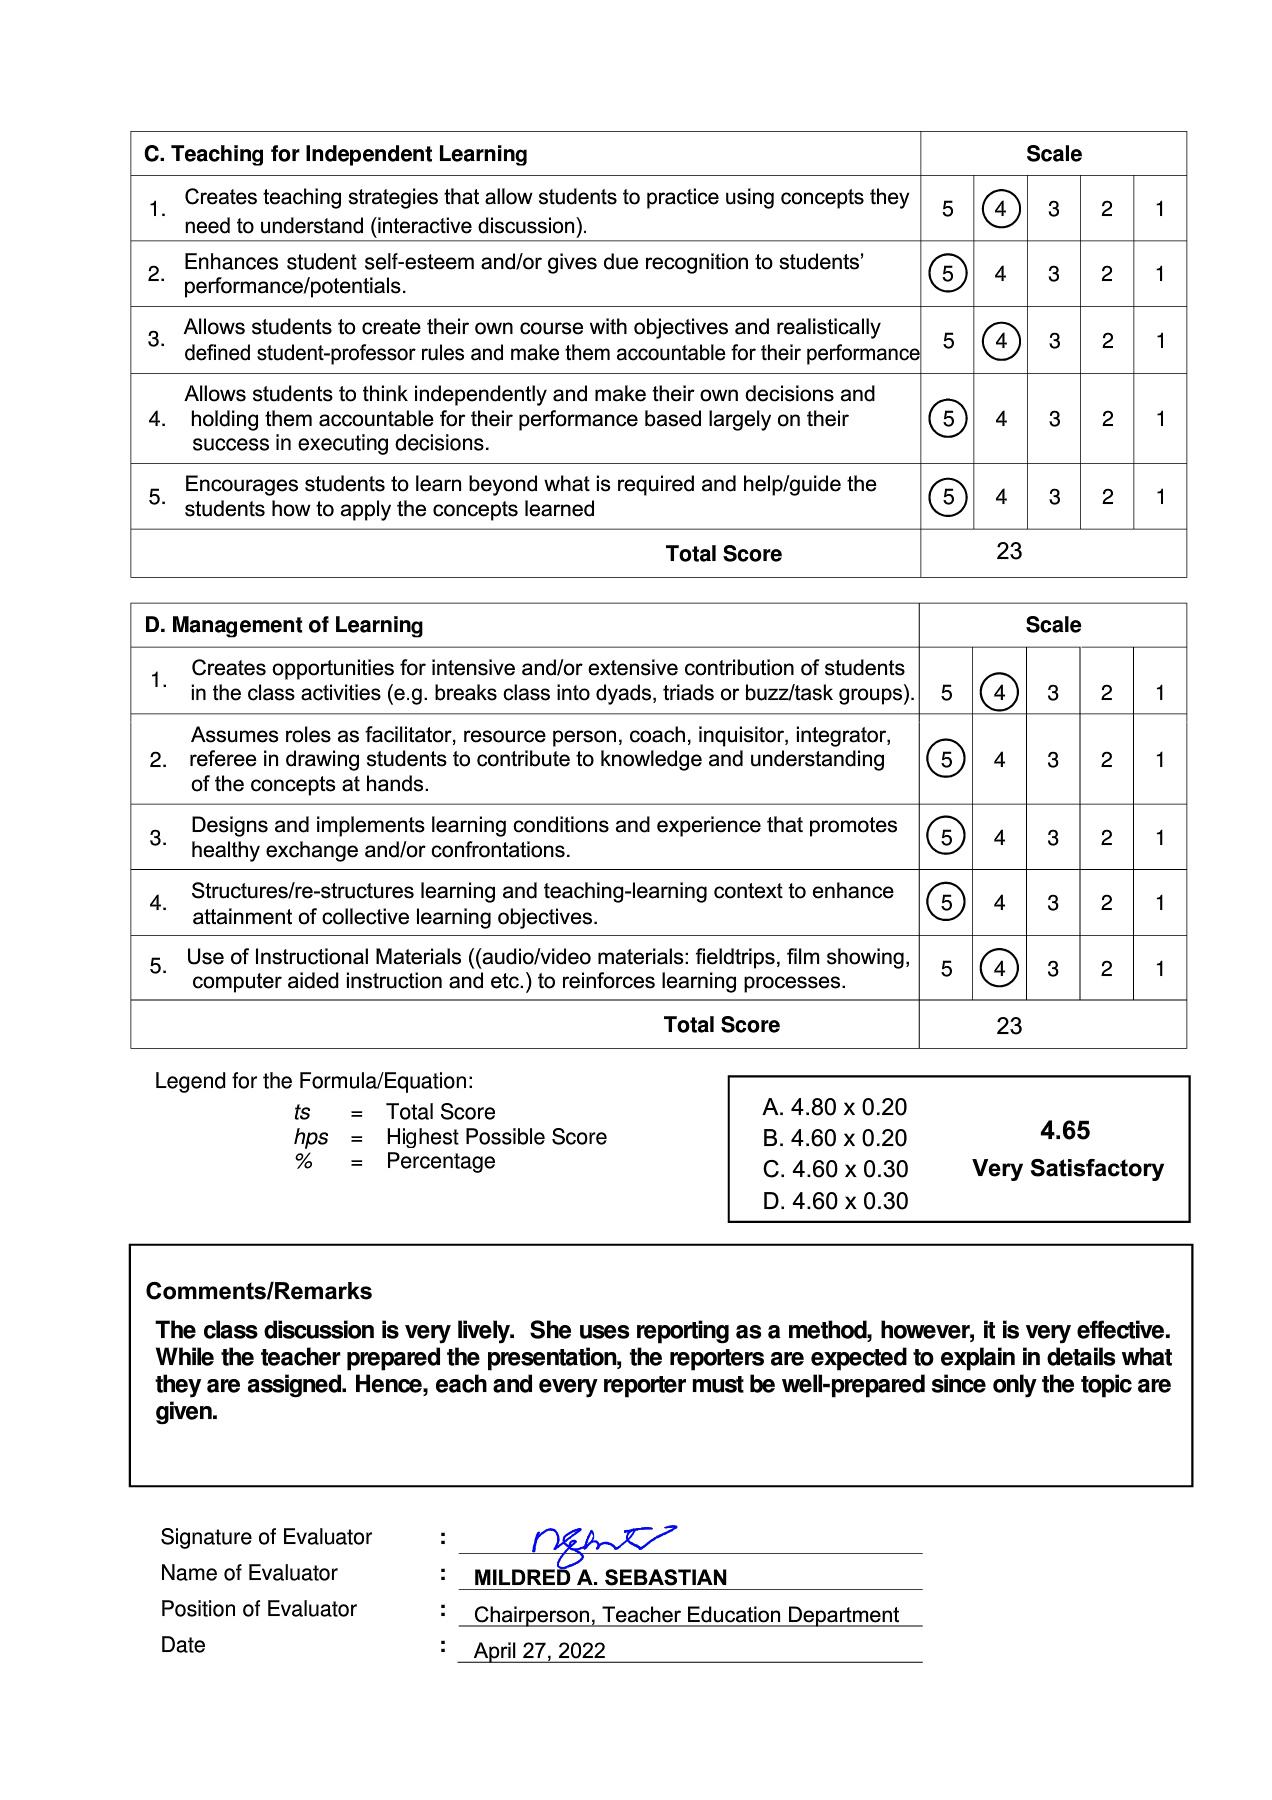 C. Teaching for Independent Learning Scale
1. Creates teaching strategies that allow students to practice using concepts they
need to understand (interactive discussion). 5 4 3 2 1
2. Enhances student self-esteem and/or gives due recognition to students’
performance/potentials. 5 4 3 2 1
3. Allows students to create their own course with objectives and realistically
defined student-professor rules and make them accountable for their performance 5 4 3 2 1
4. Allows students to think independently and make their own decisions and
holding them accountable for their performance based largely on their 5 4 3 2 1
success in executing decisions.
5. Encourages students to learn beyond what is required and help/guide the
students how to apply the concepts learned 5 4 3 2 1
Total Score 23
D. Management of Learning Scale
1. Creates opportunities for intensive and/or extensive contribution of students
in the class activities (e.g. breaks class into dyads, triads or buzz/task groups). 5 4 3 2 1
Assumes roles as facilitator, resource person, coach, inquisitor, integrator,
2. referee in drawing students to contribute to knowledge and understanding 5 4 3 2 1
of the concepts at hands.
3. Designs and implements learning conditions and experience that promotes
healthy exchange and/or confrontations. 5 4 3 2 1
4. Structures/re-structures learning and teaching-learning context to enhance
attainment of collective learning objectives. 5 4 3 2 1
5. Use of Instructional Materials ((audio/video materials: fieldtrips, film showing,
computer aided instruction and etc.) to reinforces learning processes. 5 4 3 2 1
Total Score 23
Legend for the Formula/Equation:
ts = Total Score
hps = Highest Possible Score
% = Percentage
A. 4.80 x 0.20
B. 4.60 x 0.20
C. 4.60 x 0.30
D. 4.60 x 0.30
4.65
Very Satisfactory
Comments/Remarks
The class discussion is very lively. She uses reporting as a method, however, it is very effective.
While the teacher prepared the presentation, the reporters are expected to explain in details what
they are assigned. Hence, each and every reporter must be well-prepared since only the topic are
given.
Signature of Evaluator :
Name of Evaluator : MILDRED A. SEBASTIAN
Position of Evaluator : Chairperson, Teacher Education Department
Date : April 27, 2022